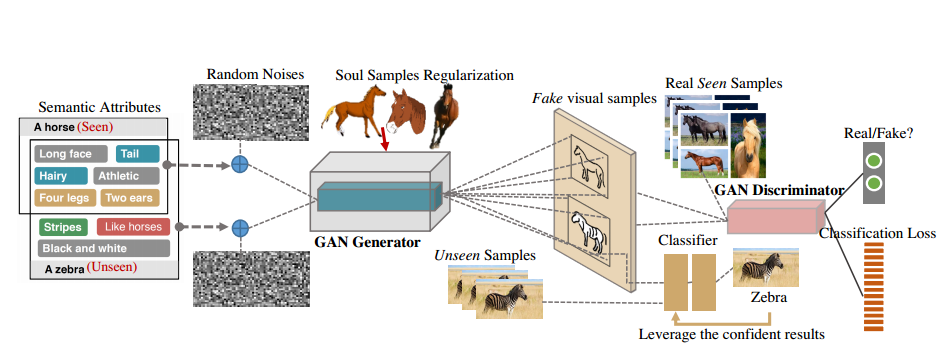 Random Noises
Soul Samples Regularization
Semantic Attributes
A horse (Seen)
Long face
Tail
Hairy
Athletic
Four legs
Two ears
Stripes
Like horses
Black and white
A zebra (Unseen)
GAN Generator
Fake visual samples
Real Seen Samples
Real/Fake?
GAN Discriminator
Classification Loss
Unseen Samples
Classifier
Zebra
Leverage the confident results